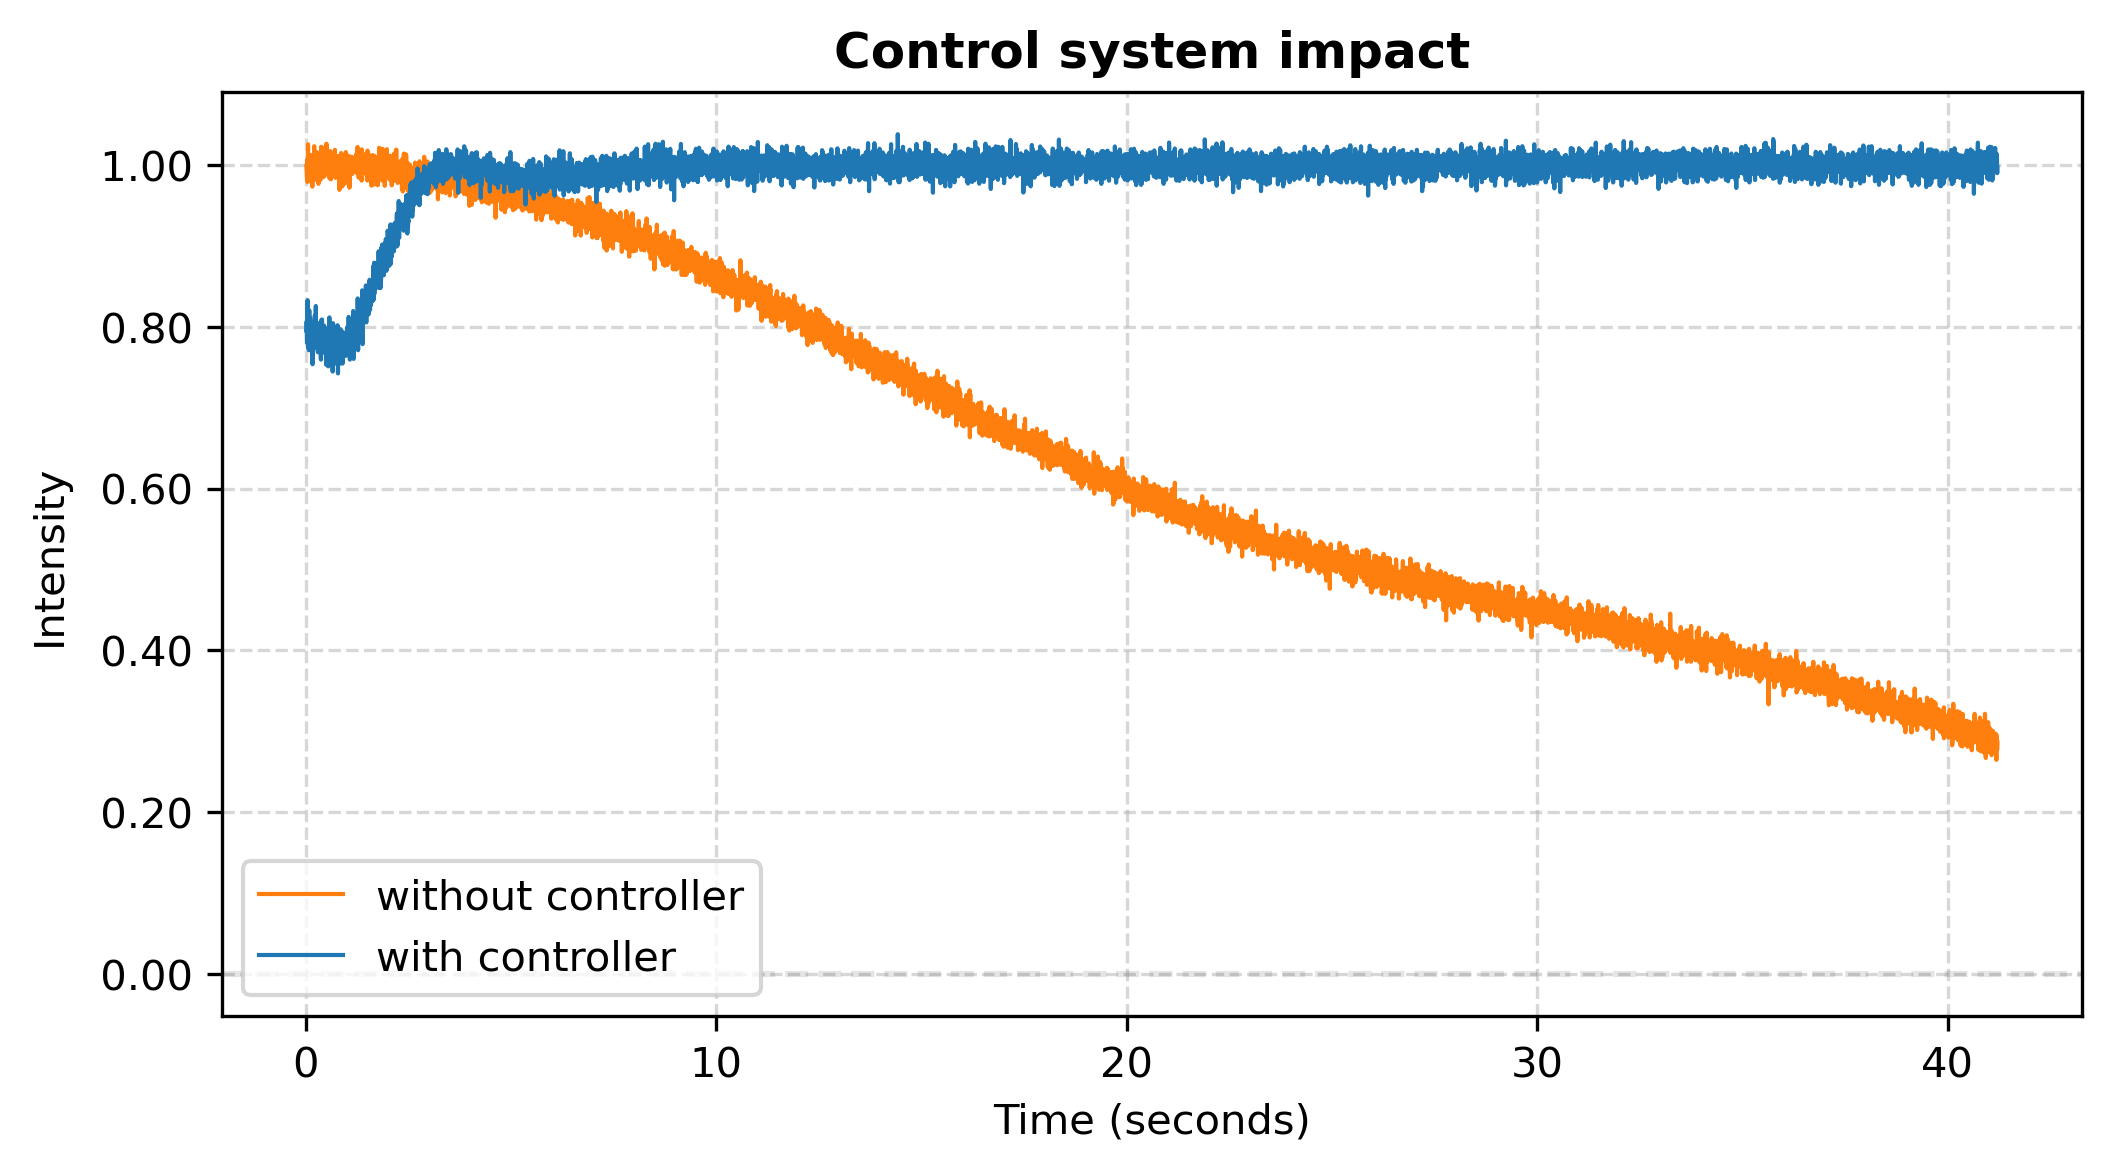 Control system impact
Intensity
1.00
0.80
0.60
0.40
0.20
0.00
without controller
with controller
0 10 20 30 40
Time (seconds)